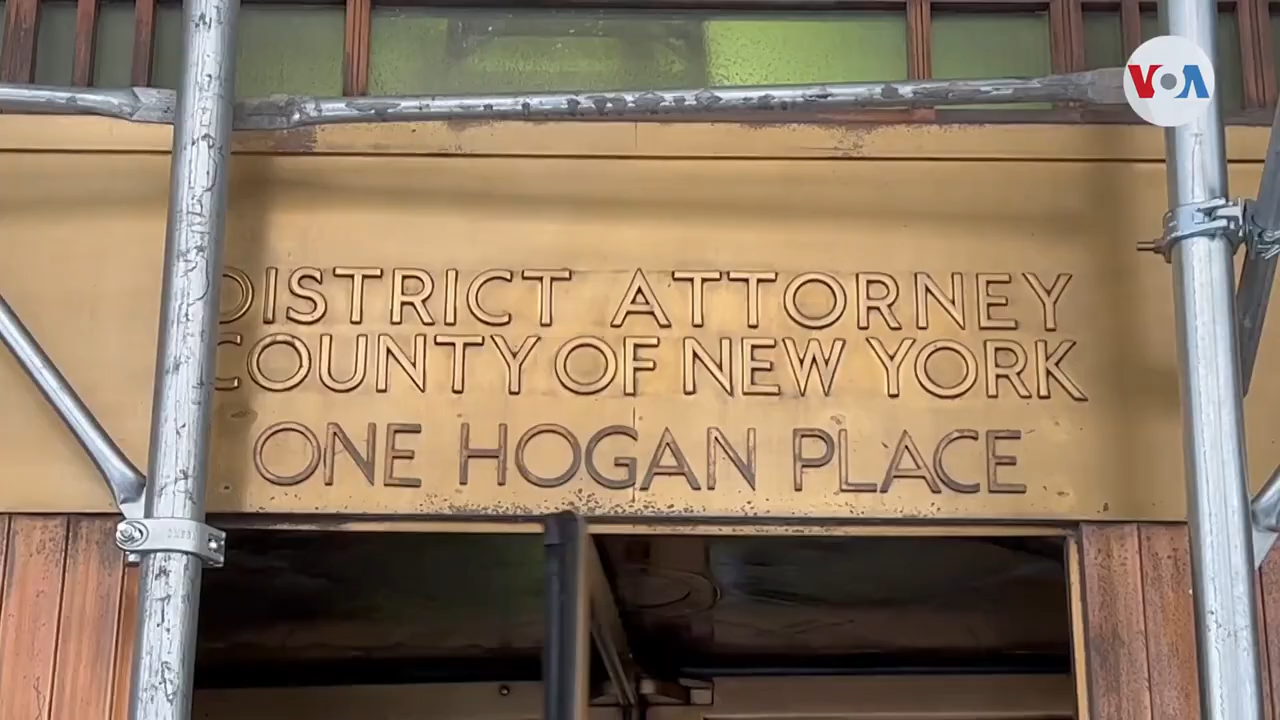 VOA
DISTRICT ATTORNEY
COUNTY OF NEW YORK
ONE HOGAN PLACE